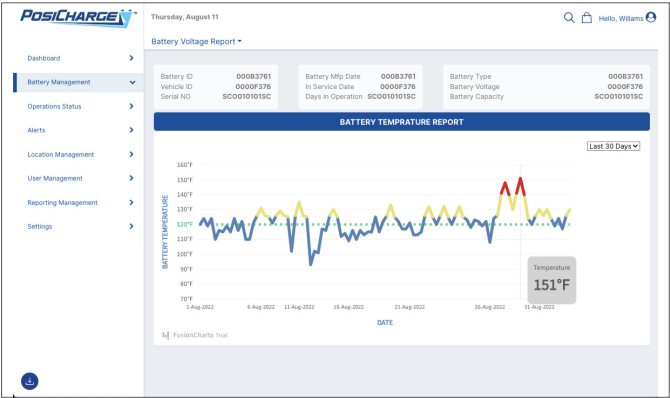 POSICHARGE
Thursday, August 11
Hello, Willams
Battery Voltage Report
Dashboard
Battery Management
Operations Status
Alerts
Location Management
User Management
Reporting Management
Settings
Battery ID 000B3761
Vehicle ID 0000F376
Serial NO SCO010101SC
Battery Mfp Date 000B3761
In Service Date 0000F376
Days in Operation SCO010101SC
Battery Type 000B3761
Battery Voltage 0000F376
Battery Capacity SCO010101SC
BATTERY TEMPRATURE REPORT
Last 30 Days
BATTERY TEMPERATURE
160°F
150°F
140°F
130°F
120°F
110°F
100°F
90°F
80°F
70°F
Temperature
151°F
1-Aug-2022 6-Aug-2022 11-Aug-2022 16-Aug-2022 21-Aug-2022 26-Aug-2022 31-Aug-2022
DATE
FusionCharts Trial